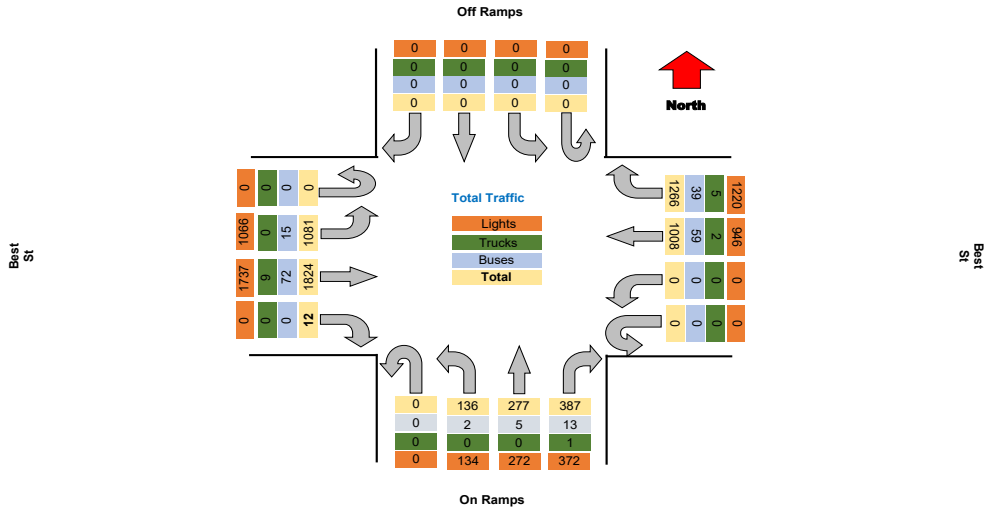 Off Ramps
0 0 0 0
0 0 0 0
0 0 0 0
0 0 0 0
North
0 0 0 0
1066 0 15 1081
1737 9 72 1824
0 0 0 12
Best
St
Total Traffic
Lights
Trucks
Buses
Total
1266 39 5 1220
1008 59 2 946
0 0 0 0
0 0 0 0
Best
St
0 136 277 387
0 2 5 13
0 0 0 1
0 134 272 372
On Ramps